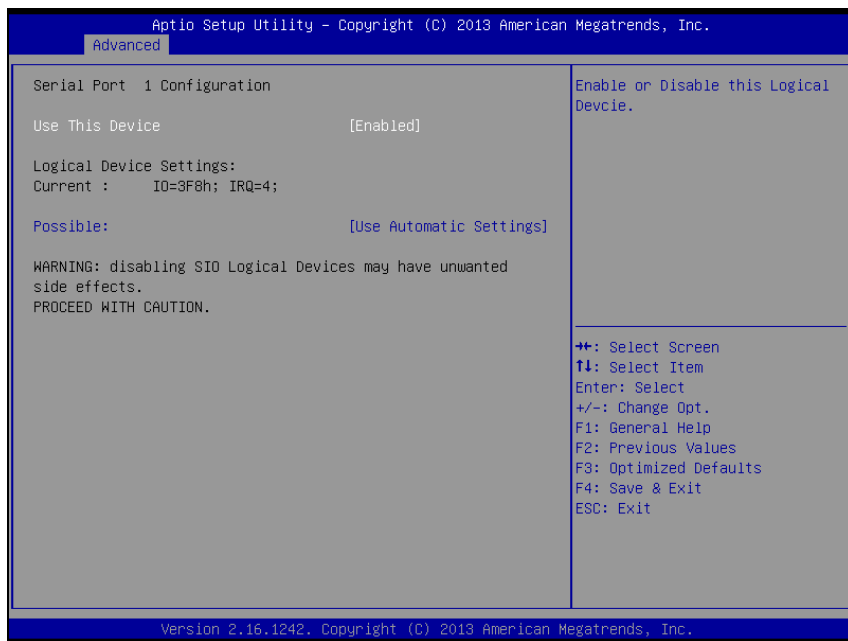 Aptio Setup Utility – Copyright (C) 2013 American Megatrends, Inc.
Advanced
Serial Port 1 Configuration
Use This Device [Enabled]
Logical Device Settings:
Current : IO=3F8h; IRQ=4;
Possible: [Use Automatic Settings]
WARNING: disabling SIO Logical Devices may have unwanted
side effects.
PROCEED WITH CAUTION.
Enable or Disable this Logical
Devcie.
→←: Select Screen
↑↓: Select Item
Enter: Select
+/-: Change Opt.
F1: General Help
F2: Previous Values
F3: Optimized Defaults
F4: Save & Exit
ESC: Exit
Version 2.16.1242. Copyright (C) 2013 American Megatrends, Inc.